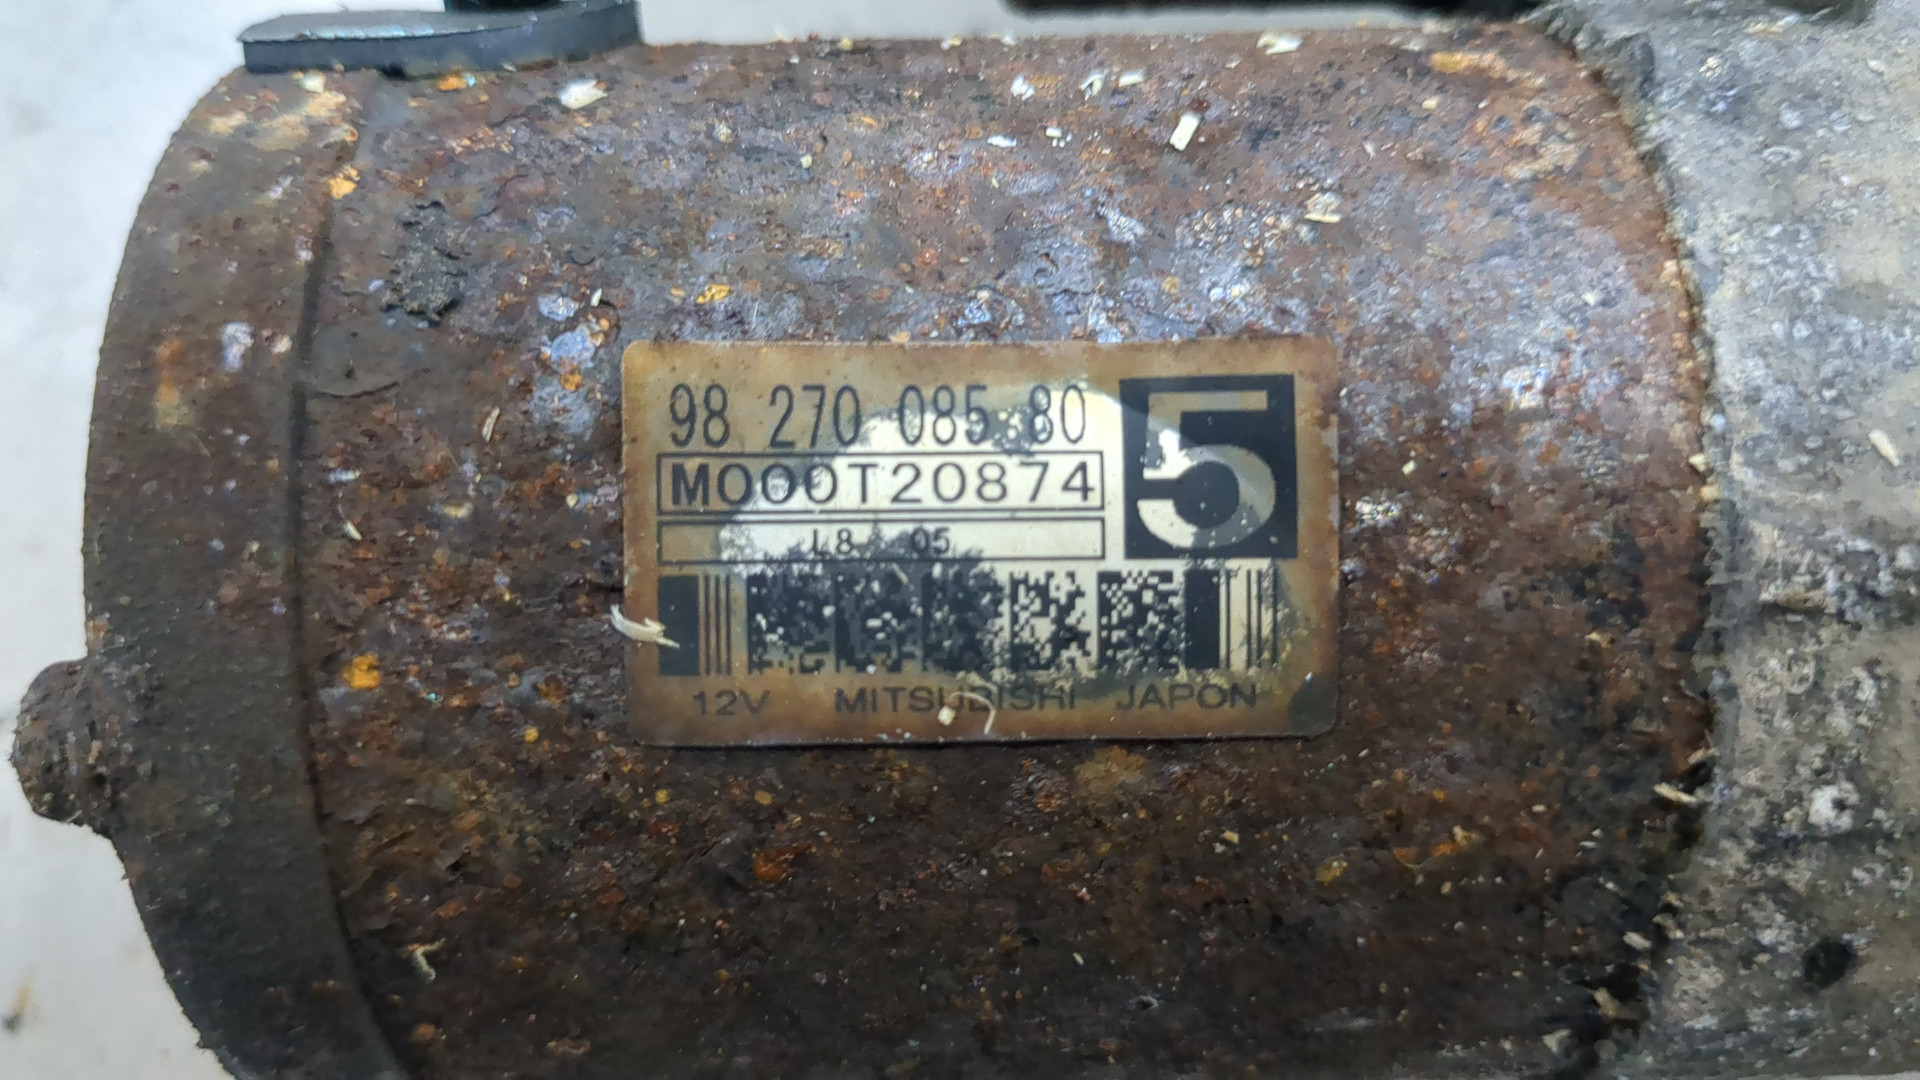 98 270 085 80
5
M000T20874
L8 05
12V MITSUBISHI JAPON